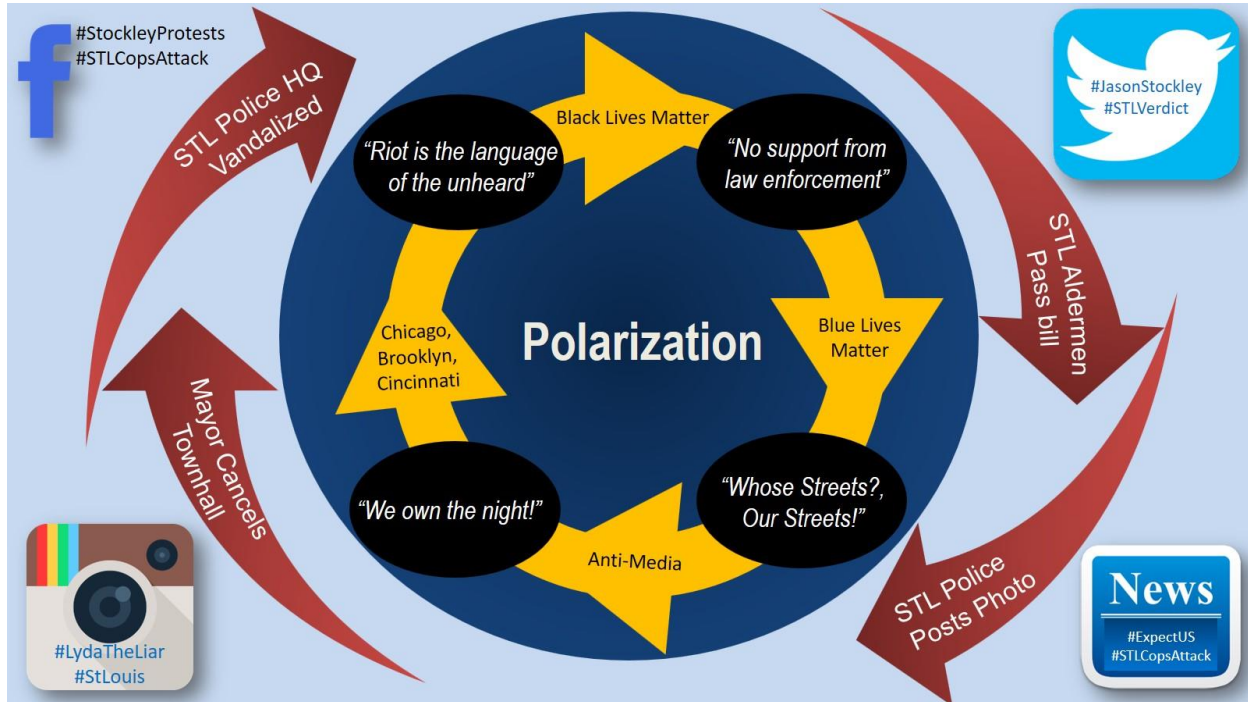 #StockleyProtests
#STLCopsAttack
STL Police HQ
Vandalized
#JasonStockley
#STLVerdict
Black Lives Matter
“Riot is the language
of the unheard”
“No support from
law enforcement”
STL Aldermen
Pass bill
Polarization
Chicago,
Brooklyn,
Cincinnati
Blue Lives
Matter
Mayor Cancels
Townhall
“We own the night!”
“Whose Streets?,
Our Streets!”
Anti-Media
STL Police
Posts Photo
#LydaTheLiar
#StLouis
News
#ExpectUS
#STLCopsAttack